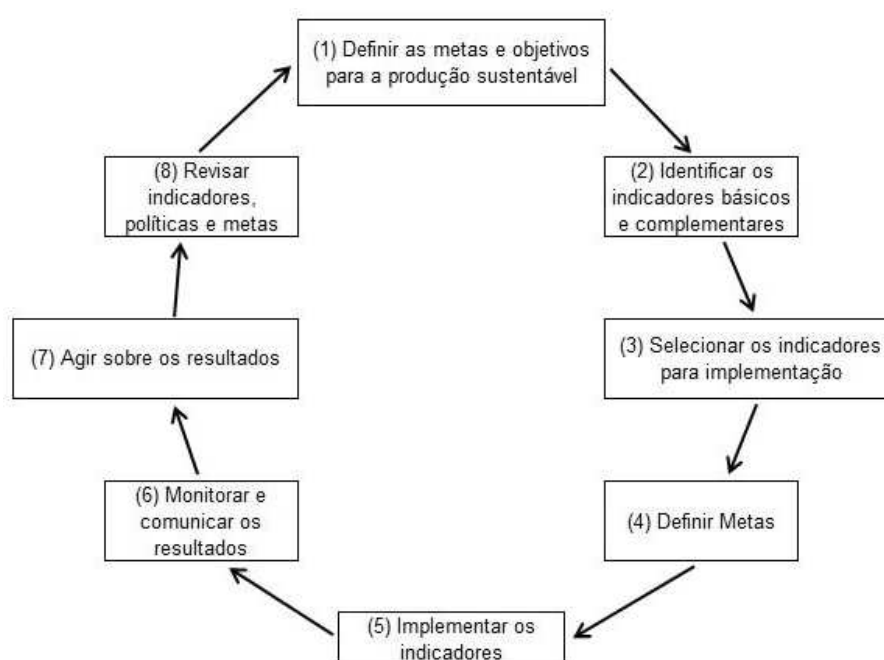 (1) Definir as metas e objetivos
para a produção sustentável
(2) Identificar os
indicadores básicos
e complementares
(3) Selecionar os indicadores
para implementação
(4) Definir Metas
(5) Implementar os
indicadores
(6) Monitorar e
comunicar os
resultados
(7) Agir sobre os resultados
(8) Revisar
indicadores,
políticas e metas